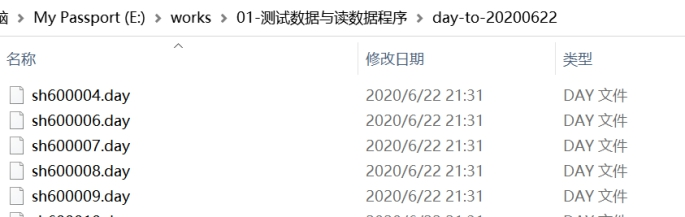 脑 > My Passport (E:) > works > 01-测试数据与读数据程序 > day-to-20200622
名称 修改日期 类型
sh600004.day 2020/6/22 21:31 DAY 文件
sh600006.day 2020/6/22 21:31 DAY 文件
sh600007.day 2020/6/22 21:31 DAY 文件
sh600008.day 2020/6/22 21:31 DAY 文件
sh600009.day 2020/6/22 21:31 DAY 文件